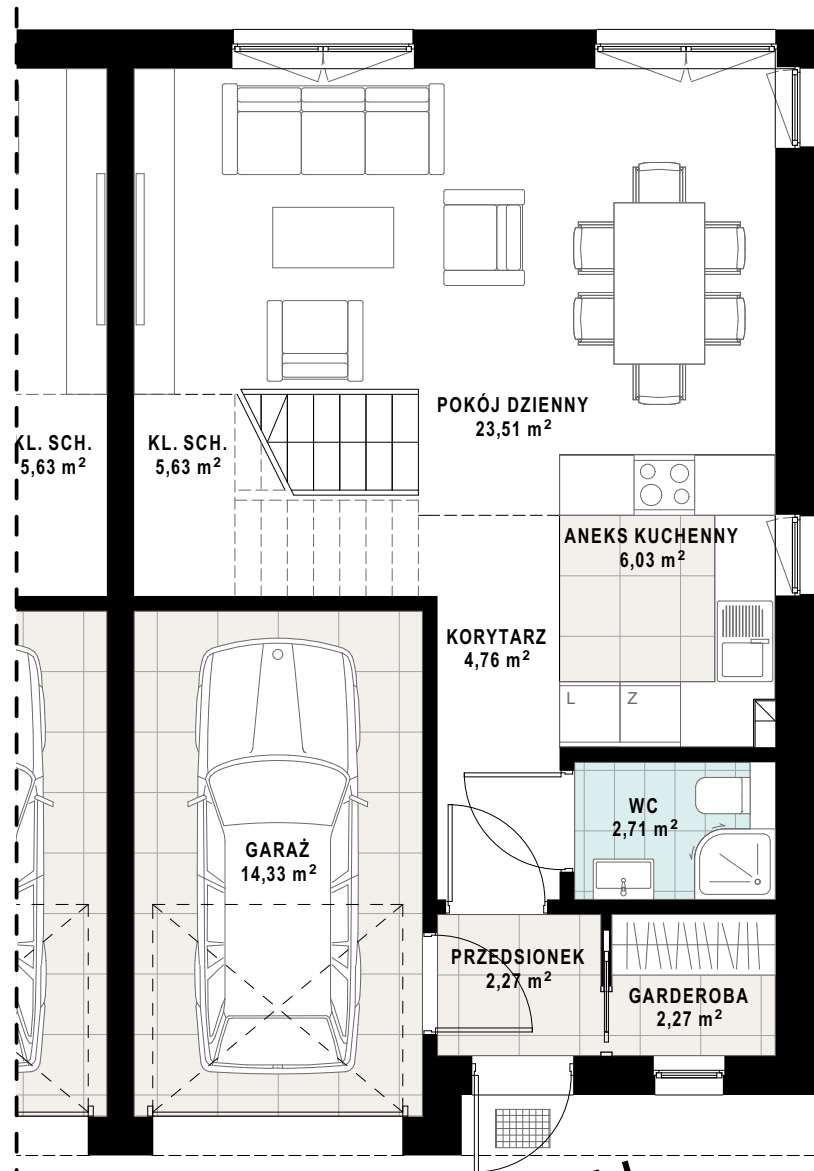 POKÓJ DZIENNY
23,51 m²
KL. SCH.
5,63 m²
KL. SCH.
5,63 m²
ANEKS KUCHENNY
6,03 m²
KORYTARZ
4,76 m²
L Z
WC
2,71 m²
GARAŻ
14,33 m²
PRZEDSIONEK
2,27 m²
GARDEROBA
2,27 m²